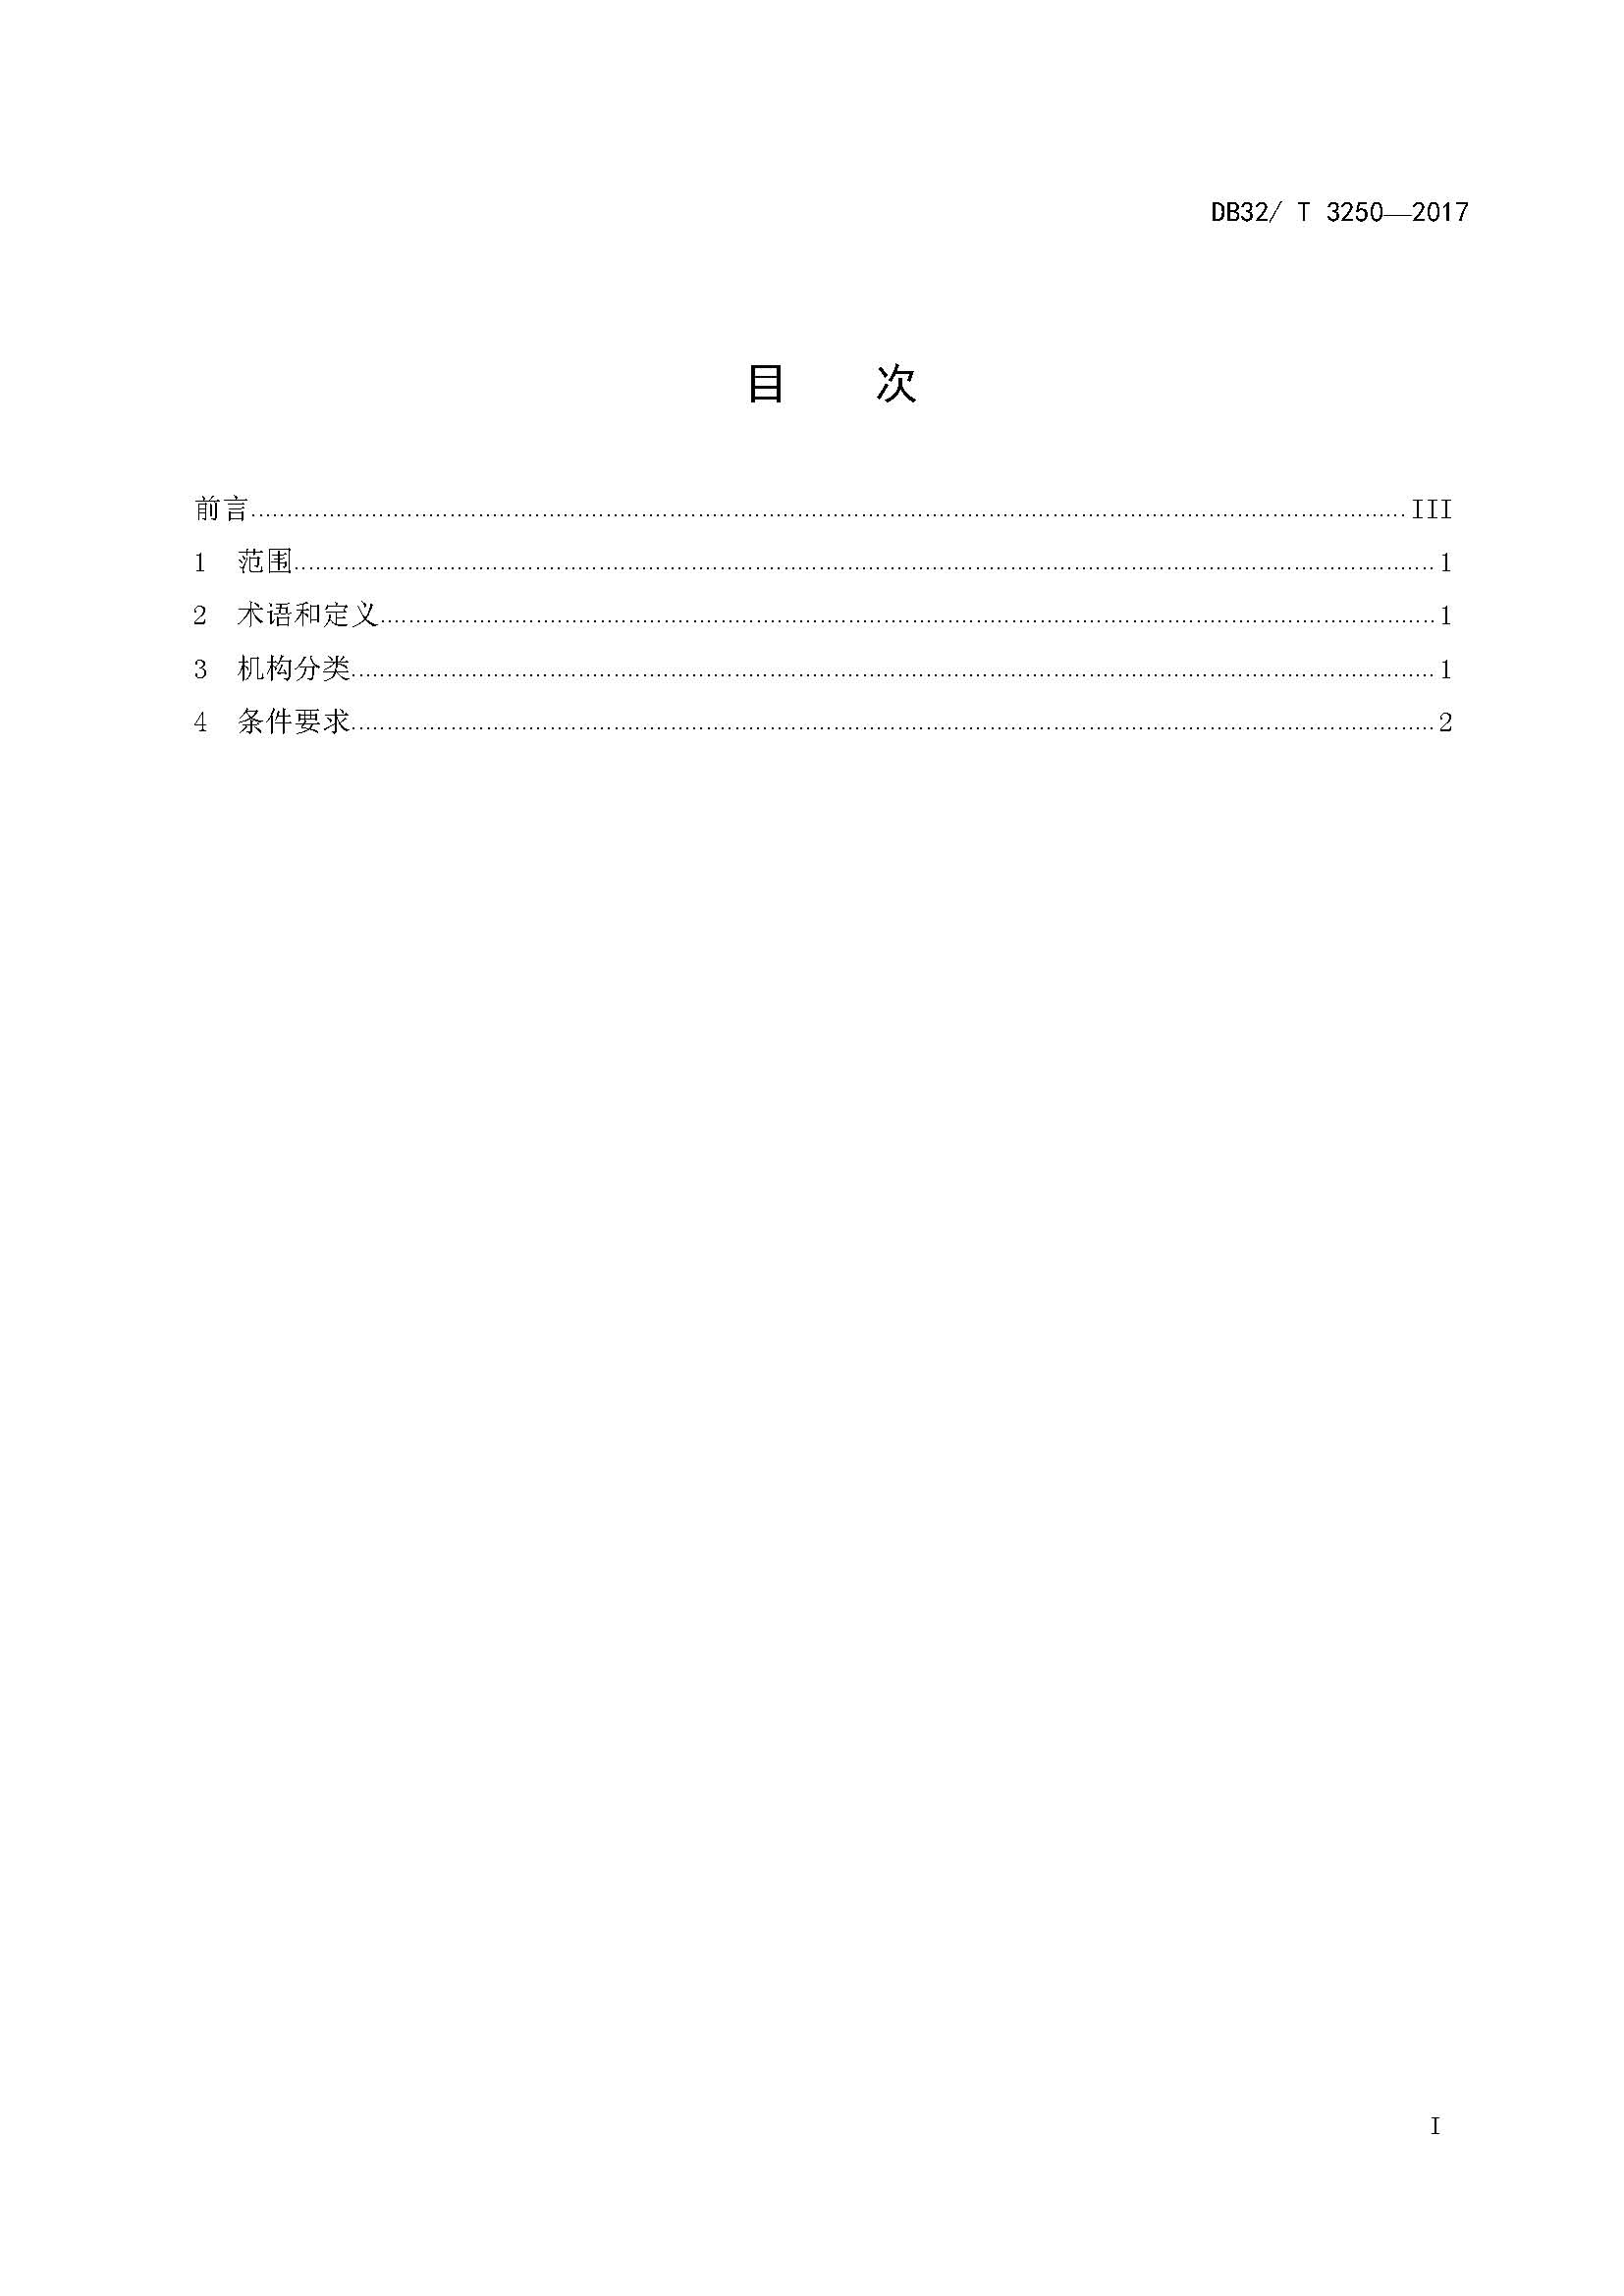 DB32/ T 3250—2017
目 次
前言........................................III
1 范围........................................1
2 术语和定义........................................1
3 机构分类........................................1
4 条件要求........................................2
I